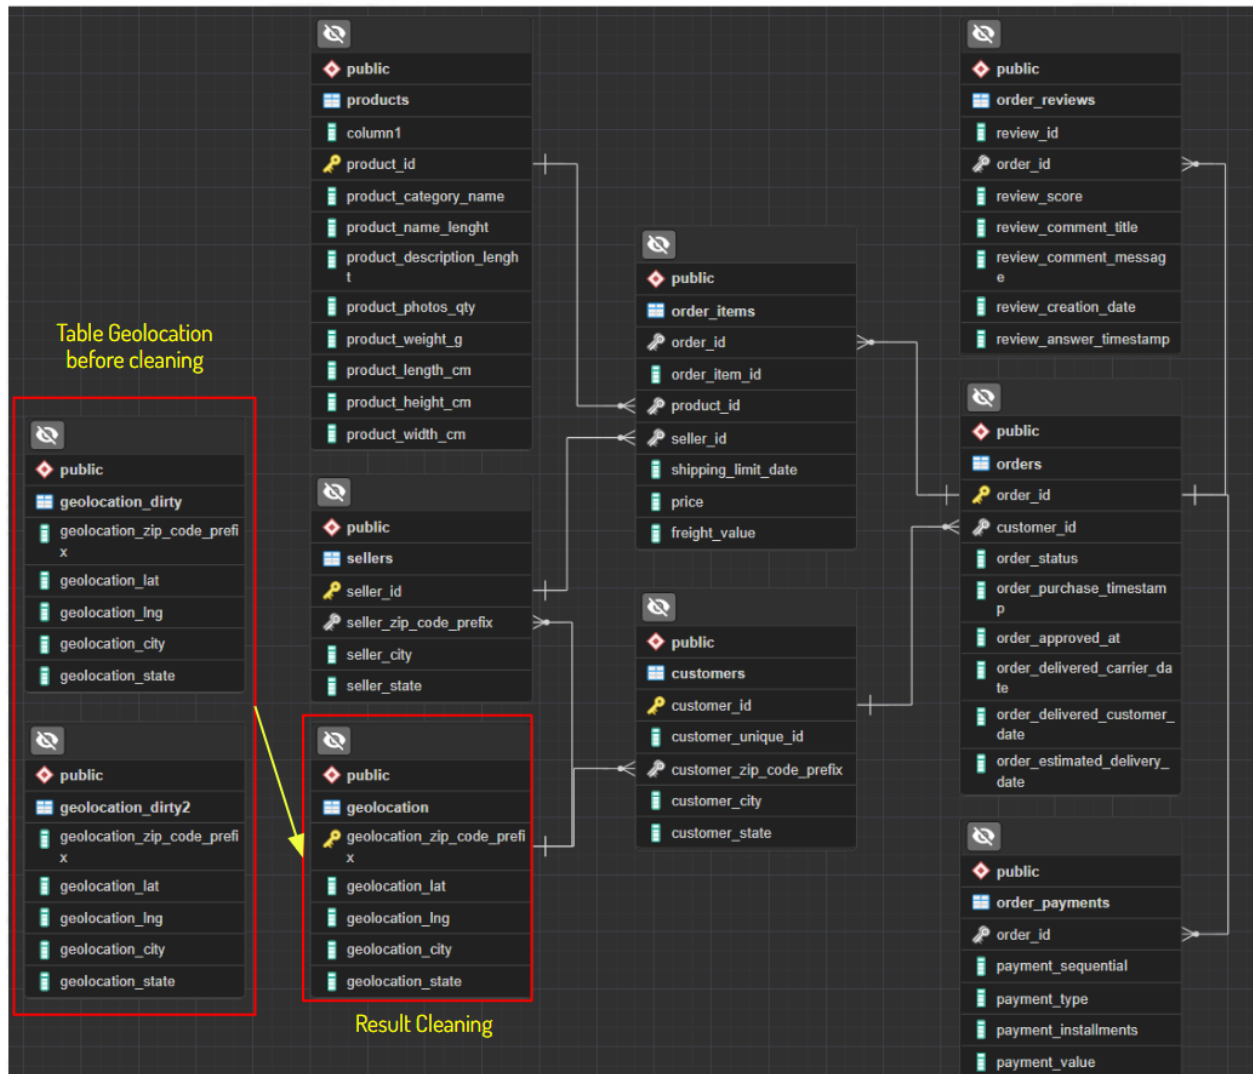 public
products
column1
product_id
product_category_name
product_name_lenght
product_description_lengh
t
product_photos_qty
product_weight_g
product_length_cm
product_height_cm
product_width_cm
Table Geolocation
before cleaning
public
geolocation_dirty
geolocation_zip_code_prefi
x
geolocation_lat
geolocation_lng
geolocation_city
geolocation_state
public
geolocation_dirty2
geolocation_zip_code_prefi
x
geolocation_lat
geolocation_lng
geolocation_city
geolocation_state
public
sellers
seller_id
seller_zip_code_prefix
seller_city
seller_state
public
geolocation
geolocation_zip_code_prefi
x
geolocation_lat
geolocation_lng
geolocation_city
geolocation_state
Result Cleaning
public
order_items
order_id
order_item_id
product_id
seller_id
shipping_limit_date
price
freight_value
public
customers
customer_id
customer_unique_id
customer_zip_code_prefix
customer_city
customer_state
public
order_reviews
review_id
order_id
review_score
review_comment_title
review_comment_messag
e
review_creation_date
review_answer_timestamp
public
orders
order_id
customer_id
order_status
order_purchase_timestam
p
order_approved_at
order_delivered_carrier_da
te
order_delivered_customer_
date
order_estimated_delivery_
date
public
order_payments
order_id
payment_sequential
payment_type
payment_installments
payment_value